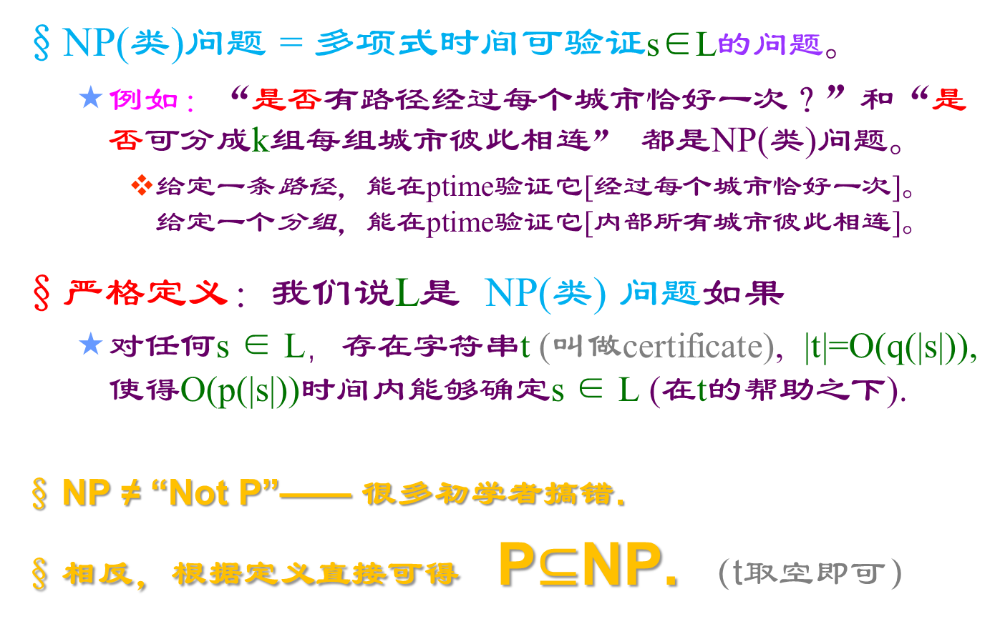 § NP(类)问题 = 多项式时间可验证s∈L的问题。
★例如：“是否有路径经过每个城市恰好一次？”和“是
否可分成k组每组城市彼此相连” 都是NP(类)问题。
❖给定一条路径，能在ptime验证它[经过每个城市恰好一次]。
给定一个分组，能在ptime验证它[内部所有城市彼此相连]。
§ 严格定义：我们说L是 NP(类) 问题如果
★对任何s ∈ L，存在字符串t (叫做certificate)，|t|=O(q(|s|)),
使得O(p(|s|))时间内能够确定s ∈ L (在t的帮助之下).
§ NP ≠ “Not P”—— 很多初学者搞错.
§ 相反，根据定义直接可得 P⊆NP. (t取空即可)